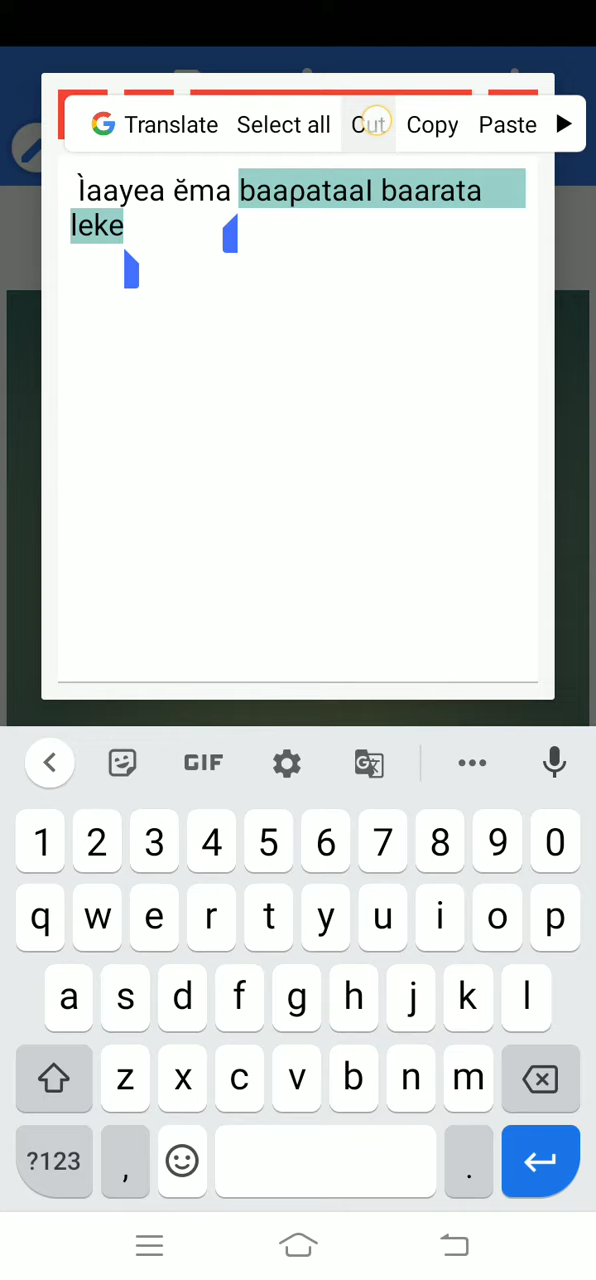 Translate Select all Cut Copy Paste
Ìaayea ĕma baaρataal baarata
leke
GIF
1 2 3 4 5 6 7 8 9 0
q w e r t y u i o p
a s d f g h j k l
z x c v b n m
?123 , .